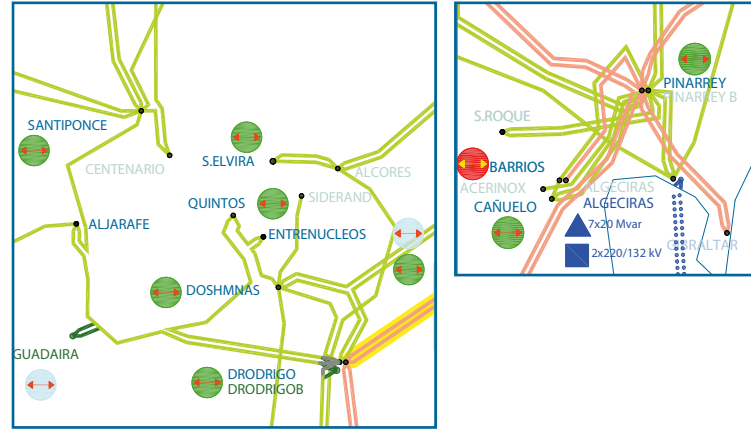 SANTIPONCE
CENTENARIO
S.ELVIRA
ALCORES
QUINTOS
SIDERAND
ALJARAFE
ENTRENUCLEOS
DOSHMNAS
GUADAIRA
DRODRIGO
DRODRIGOB
PINARREY
PINARREY B
S.ROQUE
BARRIOS
ACERINOX
ALGECIRAS
CAÑUELO
ALGECIRAS
7x20 Mvar
GIBRALTAR
2x220/132 kV